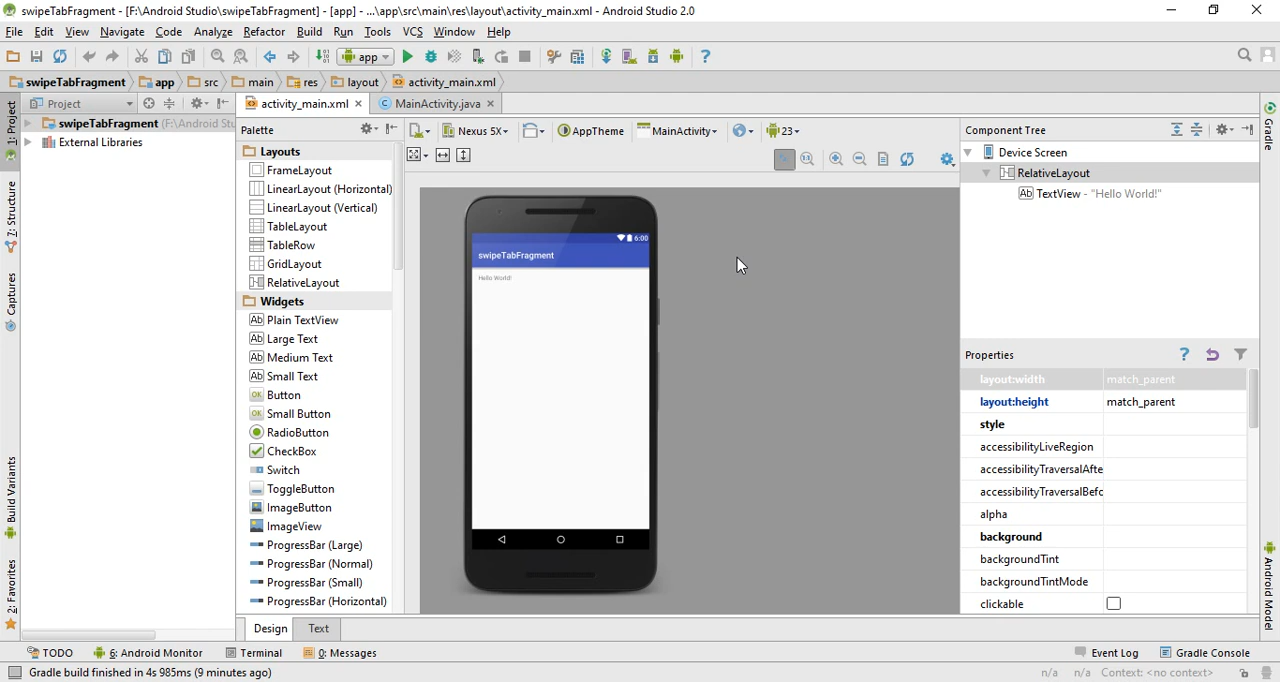 swipeTabFragment - [F:\Android Studio\swipeTabFragment] - [app] - ...\app\src\main\res\layout\activity_main.xml - Android Studio 2.0
File Edit View Navigate Code Analyze Refactor Build Run Tools VCS Window Help
app
swipeTabFragment app src main res layout activity_main.xml
Project activity_main.xml MainActivity.java
swipeTabFragment (F:\Android Stu
External Libraries
1: Project
7: Structure
Captures
Build Variants
2: Favorites
Palette
Layouts
FrameLayout
LinearLayout (Horizontal)
LinearLayout (Vertical)
TableLayout
TableRow
GridLayout
RelativeLayout
Widgets
Plain TextView
Large Text
Medium Text
Small Text
Button
Small Button
RadioButton
CheckBox
Switch
ToggleButton
ImageButton
ImageView
ProgressBar (Large)
ProgressBar (Normal)
ProgressBar (Small)
ProgressBar (Horizontal)
Nexus 5X AppTheme MainActivity 23
6:00
swipeTabFragment
Hello World!
Component Tree
Device Screen
RelativeLayout
Ab TextView - "Hello World!"
Properties
layout:width match_parent
layout:height match_parent
style
accessibilityLiveRegion
accessibilityTraversalAfte
accessibilityTraversalBefo
alpha
background
backgroundTint
backgroundTintMode
clickable
Gradle
Android Model
Design Text
TODO 6: Android Monitor Terminal 0: Messages Event Log Gradle Console
Gradle build finished in 4s 985ms (9 minutes ago) n/a n/a Context: <no context>